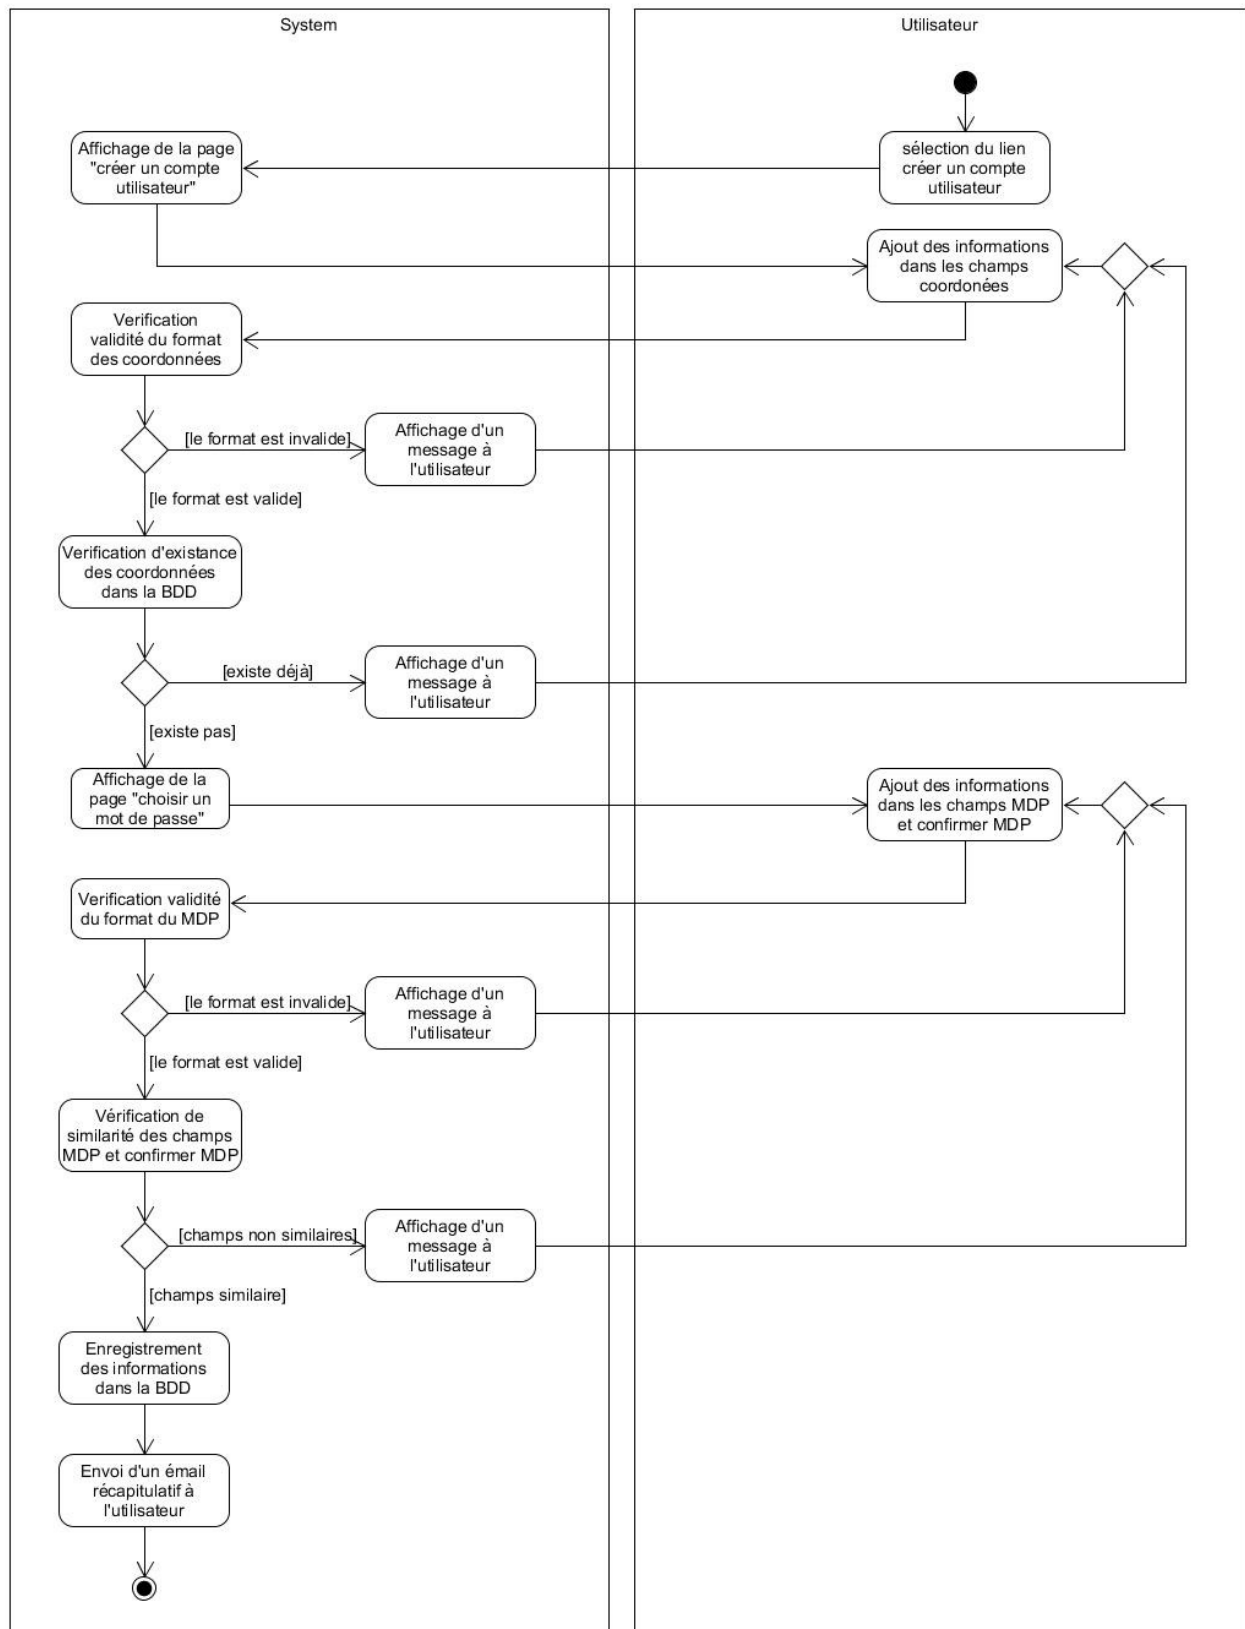 System
Utilisateur
Affichage de la page
"créer un compte
utilisateur"
sélection du lien
créer un compte
utilisateur
Ajout des informations
dans les champs
coordonées
Verification
validité du format
des coordonnées
[le format est invalide]
Affichage d'un
message à
l'utilisateur
[le format est valide]
Verification d'existance
des coordonnées
dans la BDD
[existe déjà]
Affichage d'un
message à
l'utilisateur
[existe pas]
Affichage de la
page "choisir un
mot de passe"
Ajout des informations
dans les champs MDP
et confirmer MDP
Verification validité
du format du MDP
[le format est invalide]
Affichage d'un
message à
l'utilisateur
[le format est valide]
Vérification de
similarité des champs
MDP et confirmer MDP
[champs non similaires]
Affichage d'un
message à
l'utilisateur
[champs similaire]
Enregistrement
des informations
dans la BDD
Envoi d'un émail
récapitulatif à
l'utilisateur